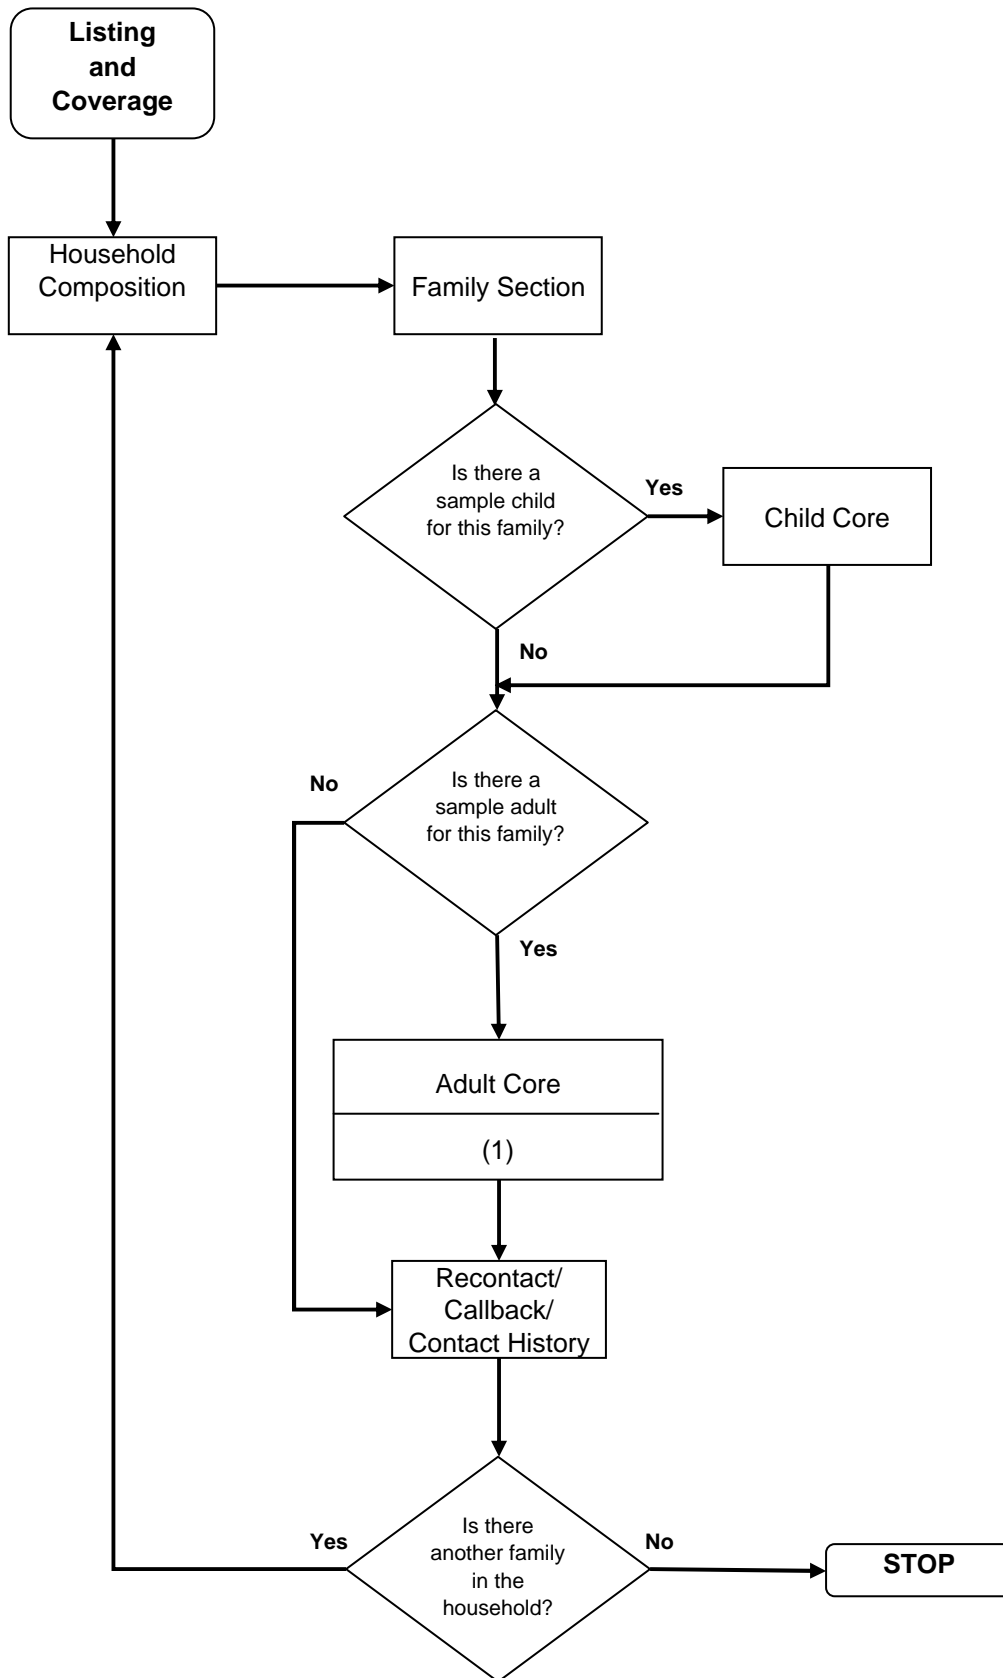 Listing
and
Coverage
Household
Composition
Family Section
Is there a
sample child
for this family?
Yes
Child Core
No
Is there a
sample adult
for this family?
No
Yes
Adult Core
(1)
Recontact/
Callback/
Contact History
Is there
another family
in the
household?
Yes
No
STOP